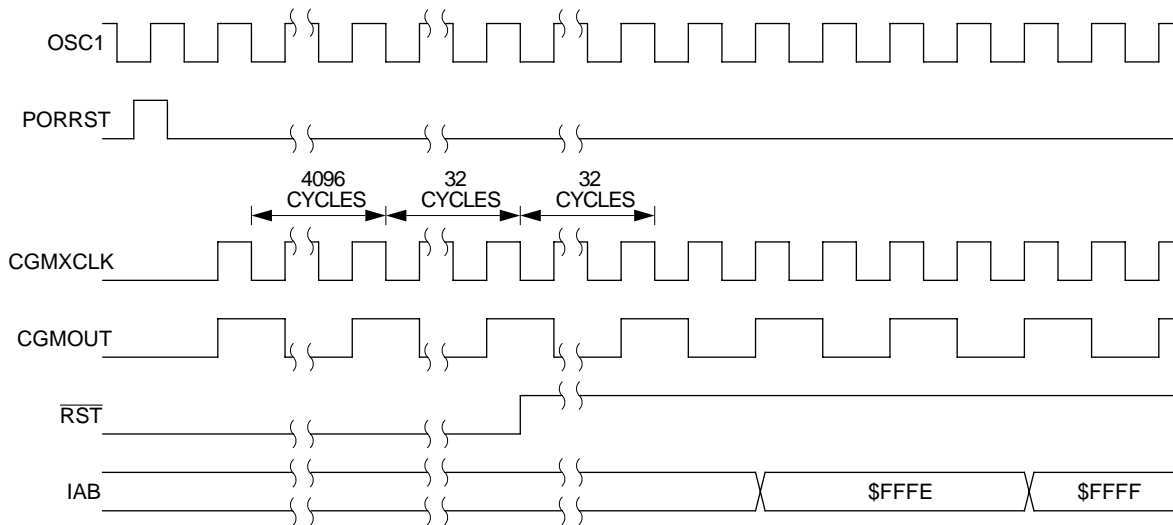 OSC1
PORRST
4096
CYCLES
32
CYCLES
32
CYCLES
CGMXCLK
CGMOUT
RST
IAB
$FFFE
$FFFF